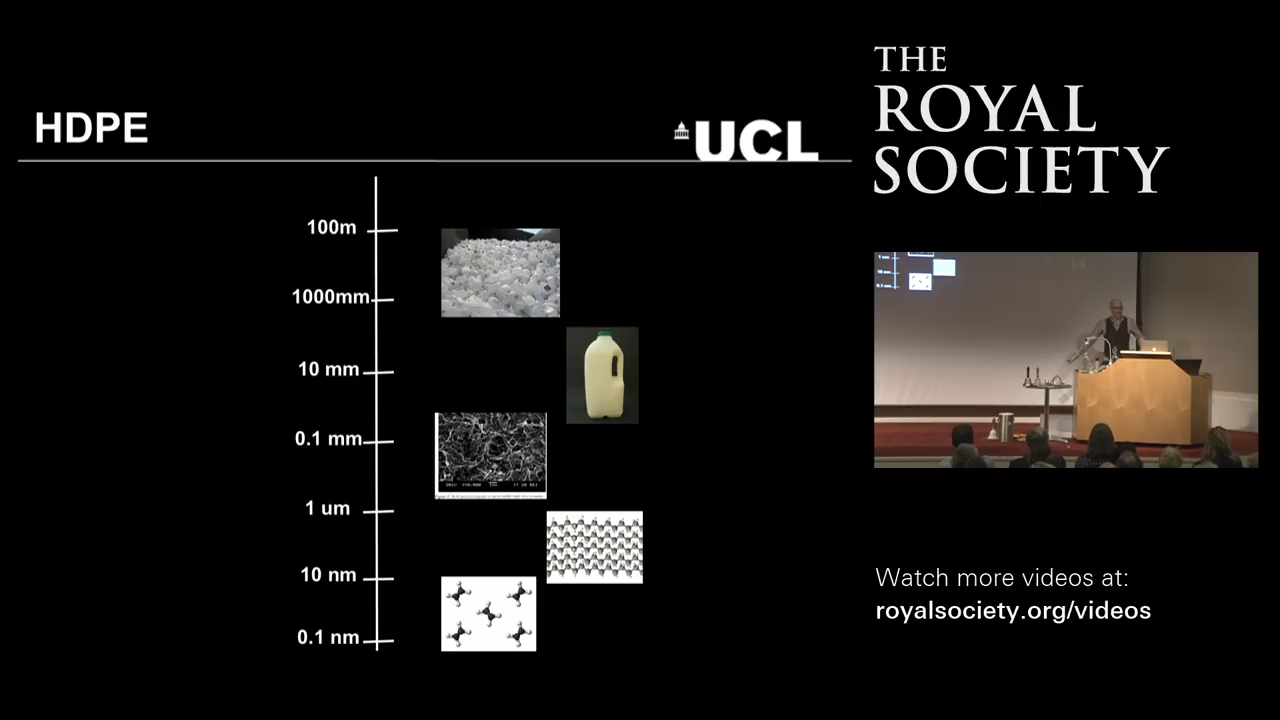 HDPE
UCL
100m
1000mm
10 mm
0.1 mm
1 um
10 nm
0.1 nm
THE
ROYAL
SOCIETY
Watch more videos at:
royalsociety.org/videos